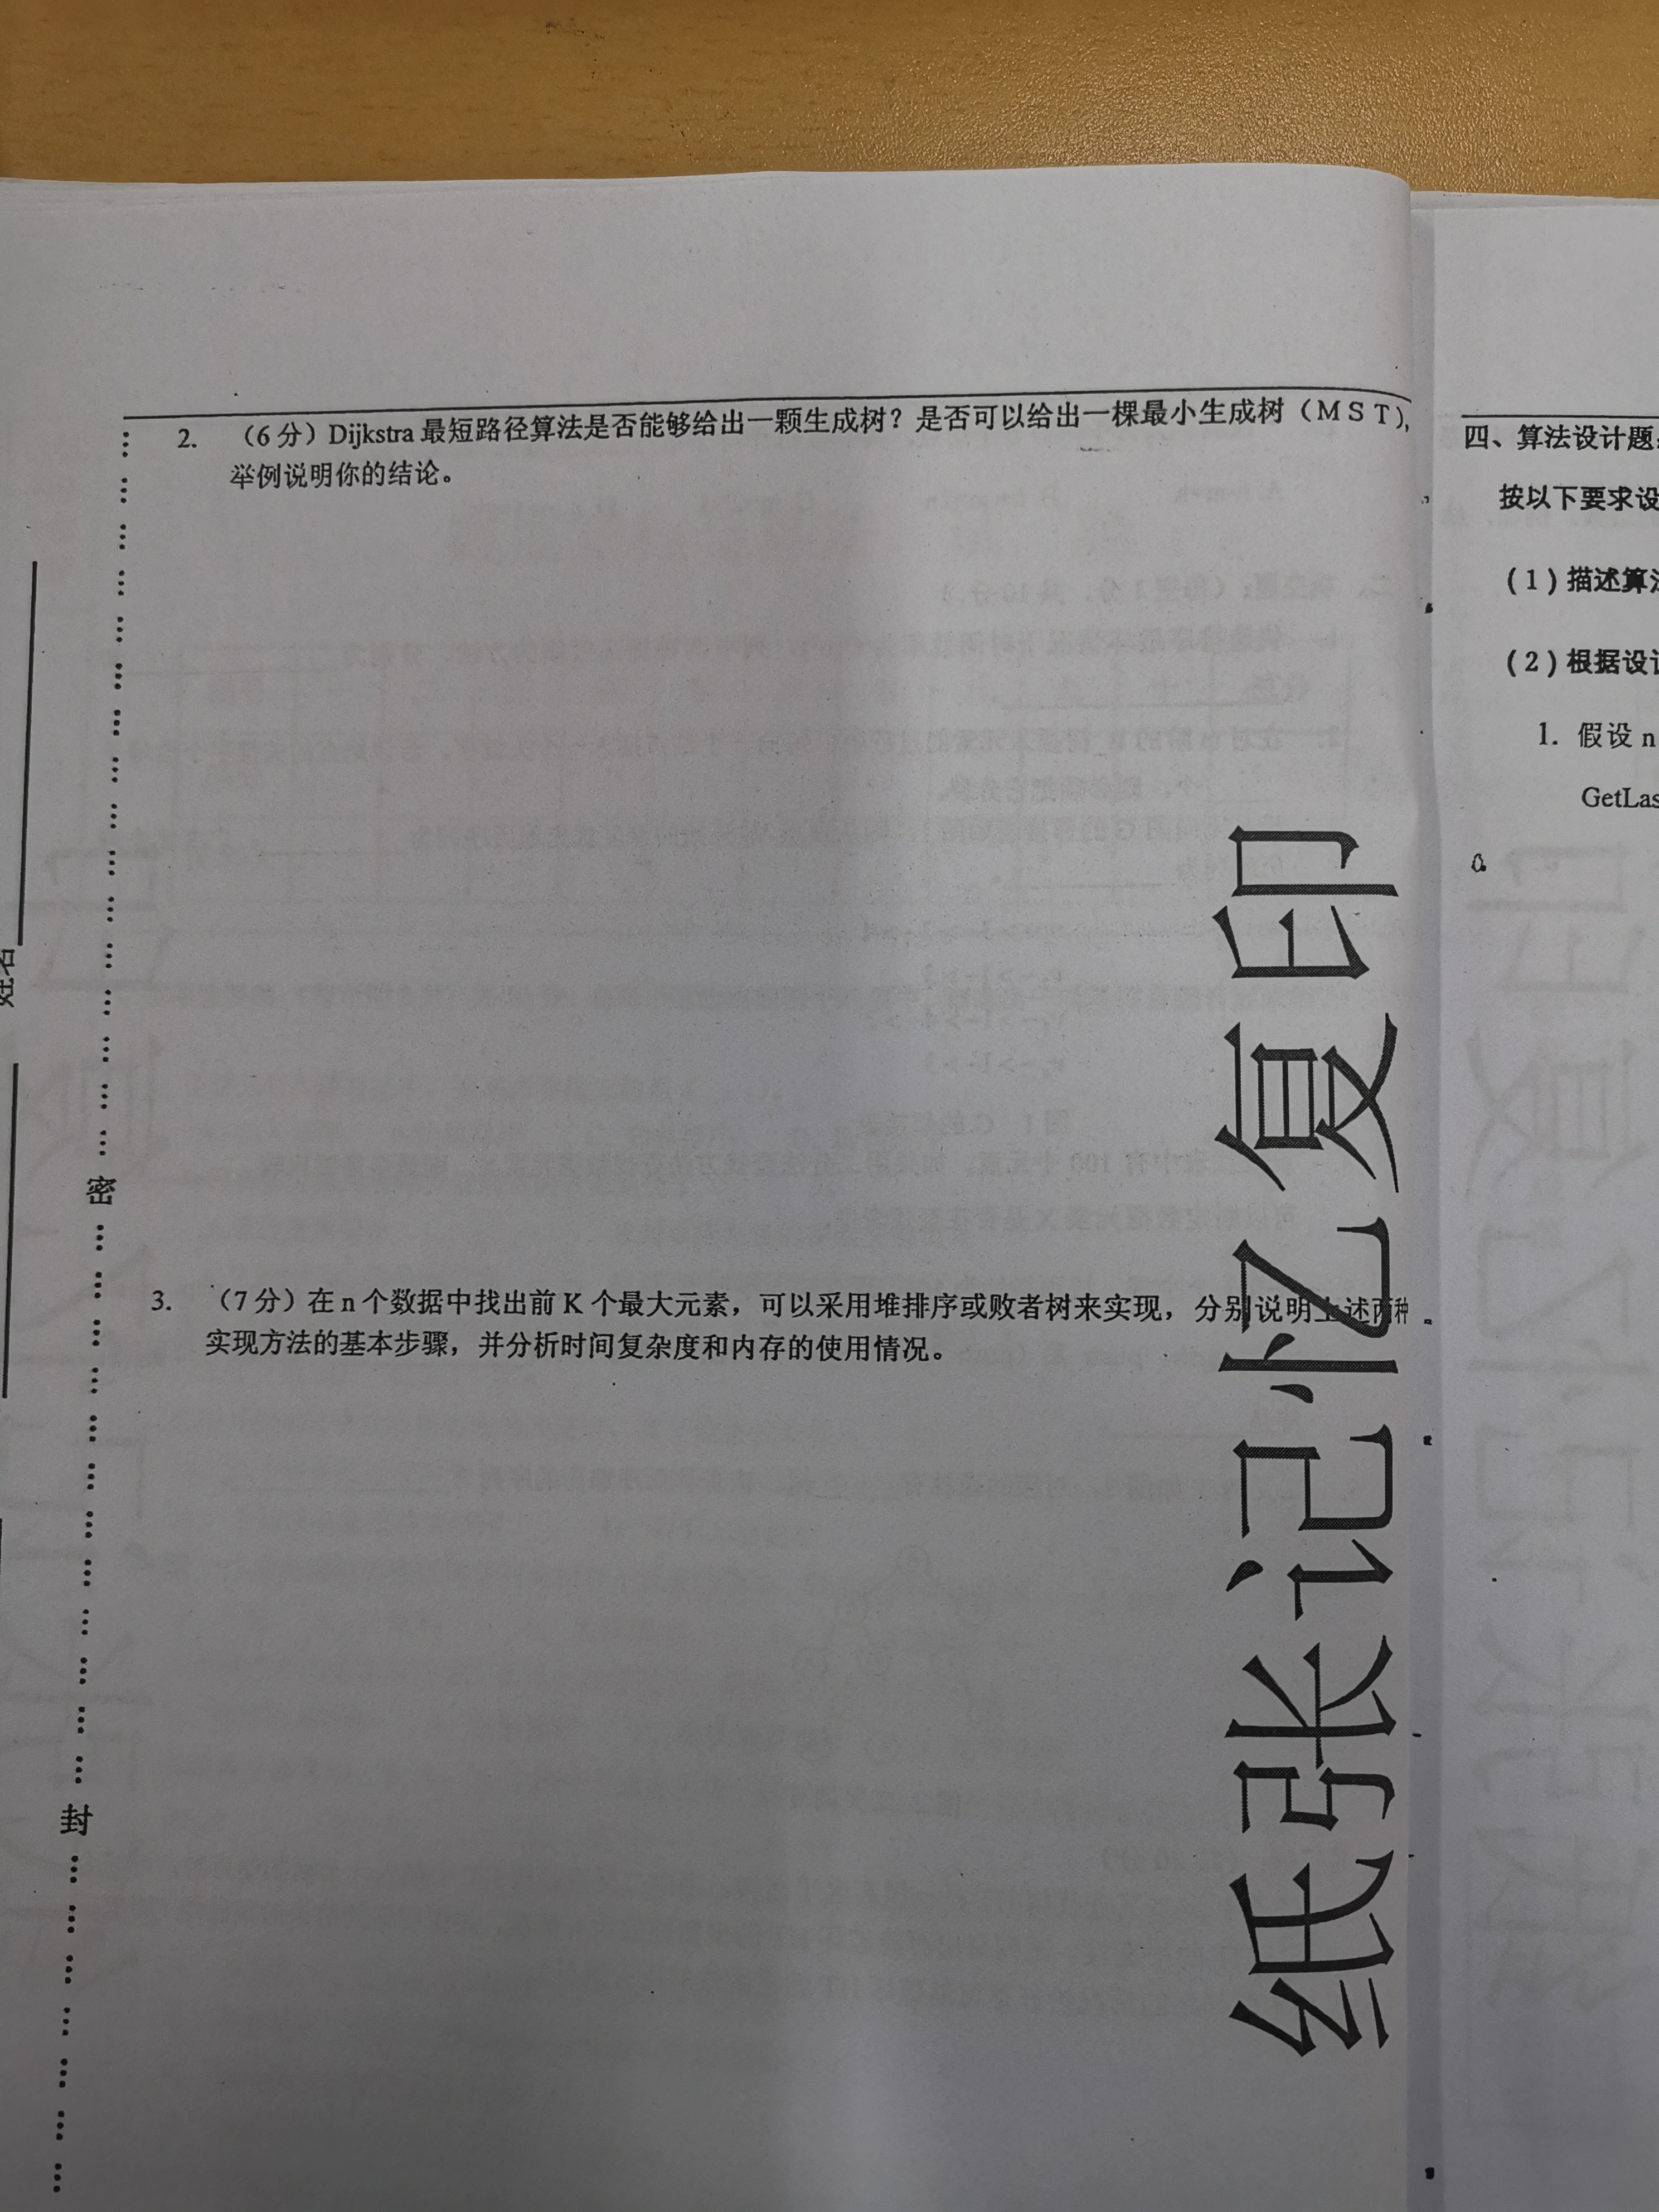 2. （6 分）Dijkstra 最短路径算法是否能够给出一颗生成树？是否可以给出一棵最小生成树（MST），
举例说明你的结论。
3. （7 分）在 n 个数据中找出前 K 个最大元素，可以采用堆排序或败者树来实现，分别说明上述两种
实现方法的基本步骤，并分析时间复杂度和内存的使用情况。
姓名
密
封
纸张记忆复印
四、算法设计题
按以下要求设
(1) 描述算法
(2) 根据设计
1. 假设 n
GetLas